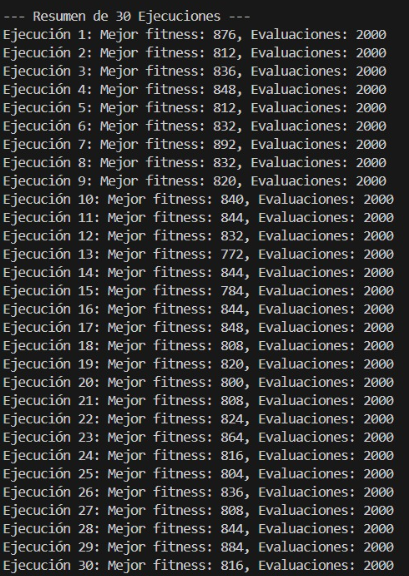 --- Resumen de 30 Ejecuciones ---
Ejecución 1: Mejor fitness: 876, Evaluaciones: 2000
Ejecución 2: Mejor fitness: 812, Evaluaciones: 2000
Ejecución 3: Mejor fitness: 836, Evaluaciones: 2000
Ejecución 4: Mejor fitness: 848, Evaluaciones: 2000
Ejecución 5: Mejor fitness: 812, Evaluaciones: 2000
Ejecución 6: Mejor fitness: 832, Evaluaciones: 2000
Ejecución 7: Mejor fitness: 892, Evaluaciones: 2000
Ejecución 8: Mejor fitness: 832, Evaluaciones: 2000
Ejecución 9: Mejor fitness: 820, Evaluaciones: 2000
Ejecución 10: Mejor fitness: 840, Evaluaciones: 2000
Ejecución 11: Mejor fitness: 844, Evaluaciones: 2000
Ejecución 12: Mejor fitness: 832, Evaluaciones: 2000
Ejecución 13: Mejor fitness: 772, Evaluaciones: 2000
Ejecución 14: Mejor fitness: 844, Evaluaciones: 2000
Ejecución 15: Mejor fitness: 784, Evaluaciones: 2000
Ejecución 16: Mejor fitness: 844, Evaluaciones: 2000
Ejecución 17: Mejor fitness: 848, Evaluaciones: 2000
Ejecución 18: Mejor fitness: 808, Evaluaciones: 2000
Ejecución 19: Mejor fitness: 820, Evaluaciones: 2000
Ejecución 20: Mejor fitness: 800, Evaluaciones: 2000
Ejecución 21: Mejor fitness: 808, Evaluaciones: 2000
Ejecución 22: Mejor fitness: 824, Evaluaciones: 2000
Ejecución 23: Mejor fitness: 864, Evaluaciones: 2000
Ejecución 24: Mejor fitness: 816, Evaluaciones: 2000
Ejecución 25: Mejor fitness: 804, Evaluaciones: 2000
Ejecución 26: Mejor fitness: 836, Evaluaciones: 2000
Ejecución 27: Mejor fitness: 808, Evaluaciones: 2000
Ejecución 28: Mejor fitness: 844, Evaluaciones: 2000
Ejecución 29: Mejor fitness: 884, Evaluaciones: 2000
Ejecución 30: Mejor fitness: 816, Evaluaciones: 2000